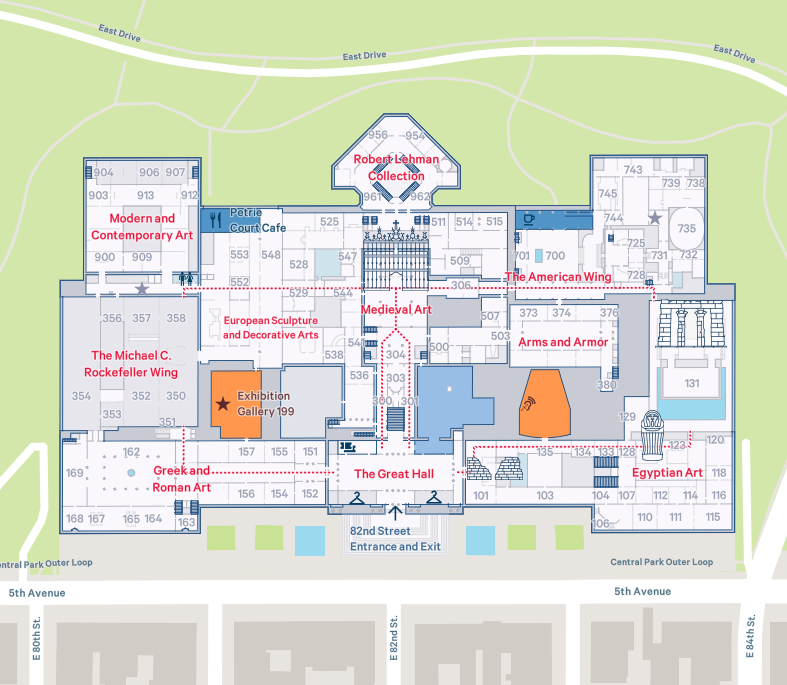 East Drive
East Drive
East Drive
956
954
Robert Lehman
Collection
961
962
904
906
907
903
913
912
Modern and
Contemporary Art
900
909
Petrie
Court Cafe
525
511
514
515
553
548
528
547
509
552
529
544
306
743
739
738
745
744
735
725
701
700
731
732
728
The American Wing
356
357
358
European Sculpture
and Decorative Arts
Medieval Art
507
503
500
373
374
376
Arms and Armor
The Michael C.
Rockefeller Wing
541
538
304
536
303
300
301
380
131
354
352
350
353
351
Exhibition
Gallery 199
129
162
157
155
151
169
Greek and
Roman Art
156
154
152
168
167
165
164
163
The Great Hall
135
134
133
128
123
120
Egyptian Art
118
101
103
104
107
112
114
116
106
110
111
115
82nd Street
Entrance and Exit
Central Park Outer Loop
Central Park Outer Loop
5th Avenue
5th Avenue
E 80th St.
E 82nd St.
E 84th St.